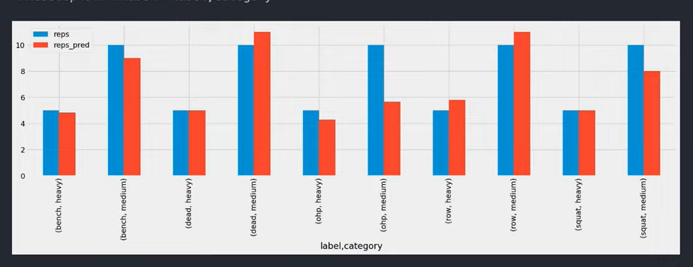 reps
reps_pred
10
8
6
4
2
0
(bench, heavy)
(bench, medium)
(dead, heavy)
(dead, medium)
(ohp, heavy)
(ohp, medium)
(row, heavy)
(row, medium)
(squat, heavy)
(squat, medium)
label,category